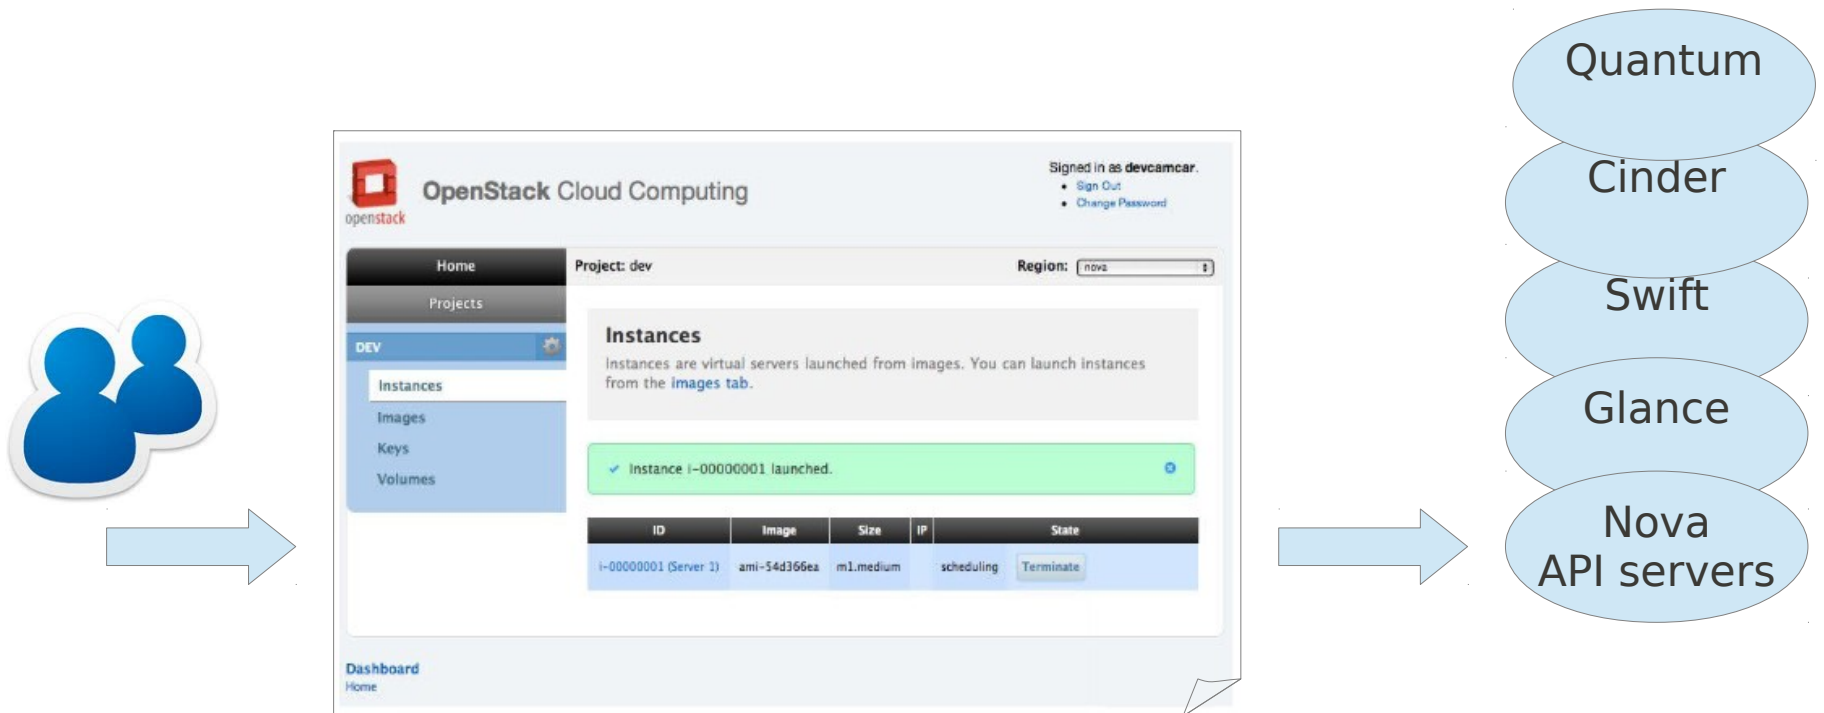 Quantum
Cinder
Swift
Glance
Nova
API servers
openstack
OpenStack Cloud Computing
Signed in as devcamcar.
Sign Out
Change Password
Home
Projects
DEV
Instances
Images
Keys
Volumes
Project: dev
Region: nova
Instances
Instances are virtual servers launched from images. You can launch instances
from the images tab.
Instance i-00000001 launched.
ID Image Size IP State
i-00000001 (Server 1) ami-54d366ea m1.medium scheduling Terminate
Dashboard
Home